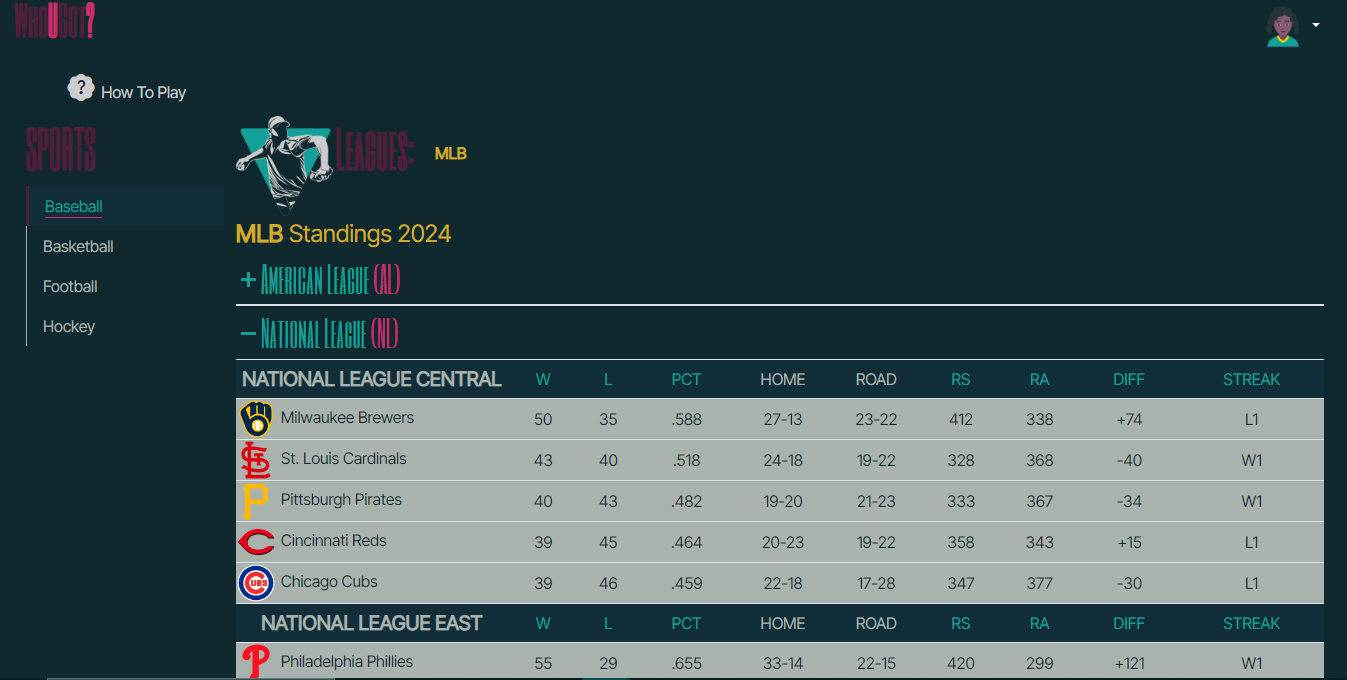 WhoUGot?
? How To Play
SPORTS
Baseball
Basketball
Football
Hockey
Leagues: MLB
MLB Standings 2024
+ American League (AL)
− National League (NL)
NATIONAL LEAGUE CENTRAL W L PCT HOME ROAD RS RA DIFF STREAK
Milwaukee Brewers 50 35 .588 27-13 23-22 412 338 +74 L1
St. Louis Cardinals 43 40 .518 24-18 19-22 328 368 -40 W1
Pittsburgh Pirates 40 43 .482 19-20 21-23 333 367 -34 W1
Cincinnati Reds 39 45 .464 20-23 19-22 358 343 +15 L1
CUBS Chicago Cubs 39 46 .459 22-18 17-28 347 377 -30 L1
NATIONAL LEAGUE EAST W L PCT HOME ROAD RS RA DIFF STREAK
Philadelphia Phillies 55 29 .655 33-14 22-15 420 299 +121 W1